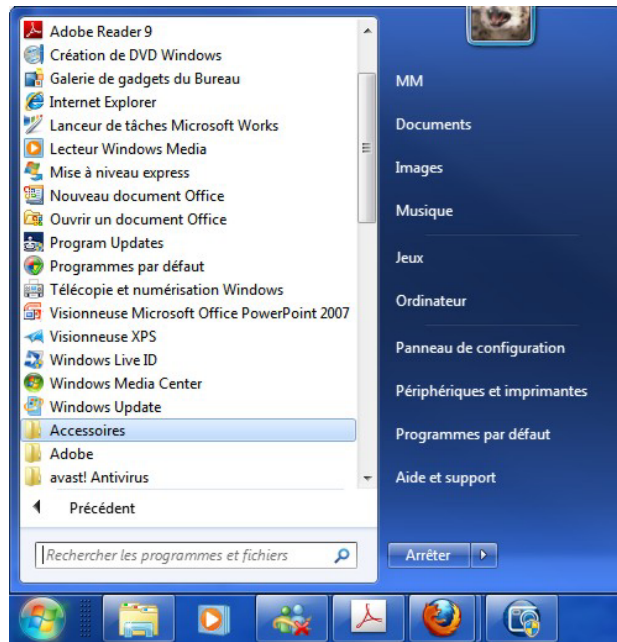 Adobe Reader 9
Création de DVD Windows
Galerie de gadgets du Bureau
Internet Explorer
Lanceur de tâches Microsoft Works
Lecteur Windows Media
Mise à niveau express
Nouveau document Office
Ouvrir un document Office
Program Updates
Programmes par défaut
Télécopie et numérisation Windows
Visionneuse Microsoft Office PowerPoint 2007
Visionneuse XPS
Windows Live ID
Windows Media Center
Windows Update
Accessoires
Adobe
avast! Antivirus
Précédent
Rechercher les programmes et fichiers
MM
Documents
Images
Musique
Jeux
Ordinateur
Panneau de configuration
Périphériques et imprimantes
Programmes par défaut
Aide et support
Arrêter